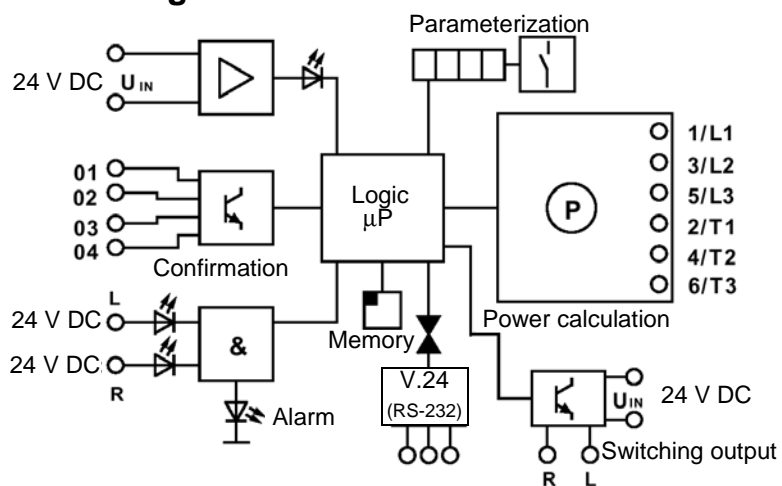 g
Parameterization
24 V DC
U IN
01
02
03
04
Confirmation
Logic
µP
P
1/L1
3/L2
5/L3
2/T1
4/T2
6/T3
Power calculation
L
24 V DC
24 V DC
R
&
Alarm
Memory
V.24
(RS-232)
24 V DC
UIN
Switching output
R L